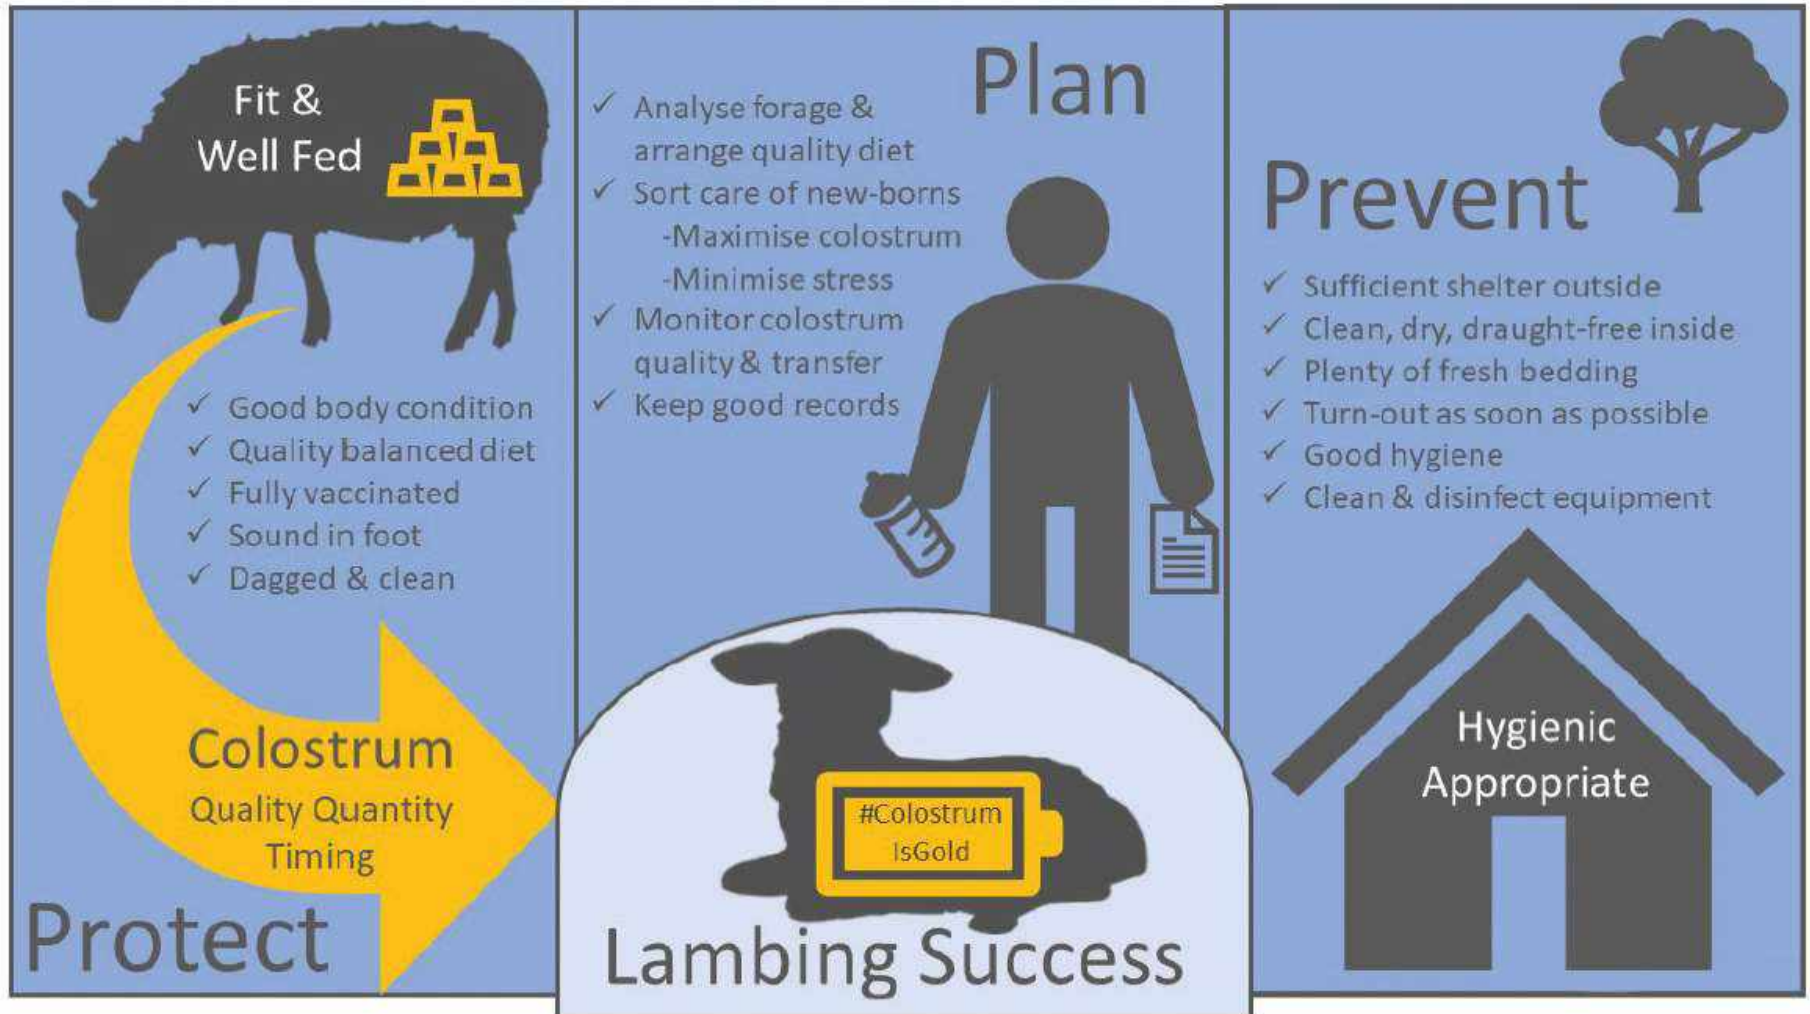 Fit &
Well Fed
✓ Good body condition
✓ Quality balanced diet
✓ Fully vaccinated
✓ Sound in foot
✓ Dagged & clean
Colostrum
Quality Quantity
Timing
Protect
Plan
✓ Analyse forage &
arrange quality diet
✓ Sort care of new-borns
-Maximise colostrum
-Minimise stress
✓ Monitor colostrum
quality & transfer
✓ Keep good records
#Colostrum
IsGold
Lambing Success
Prevent
✓ Sufficient shelter outside
✓ Clean, dry, draught-free inside
✓ Plenty of fresh bedding
✓ Turn-out as soon as possible
✓ Good hygiene
✓ Clean & disinfect equipment
Hygienic
Appropriate